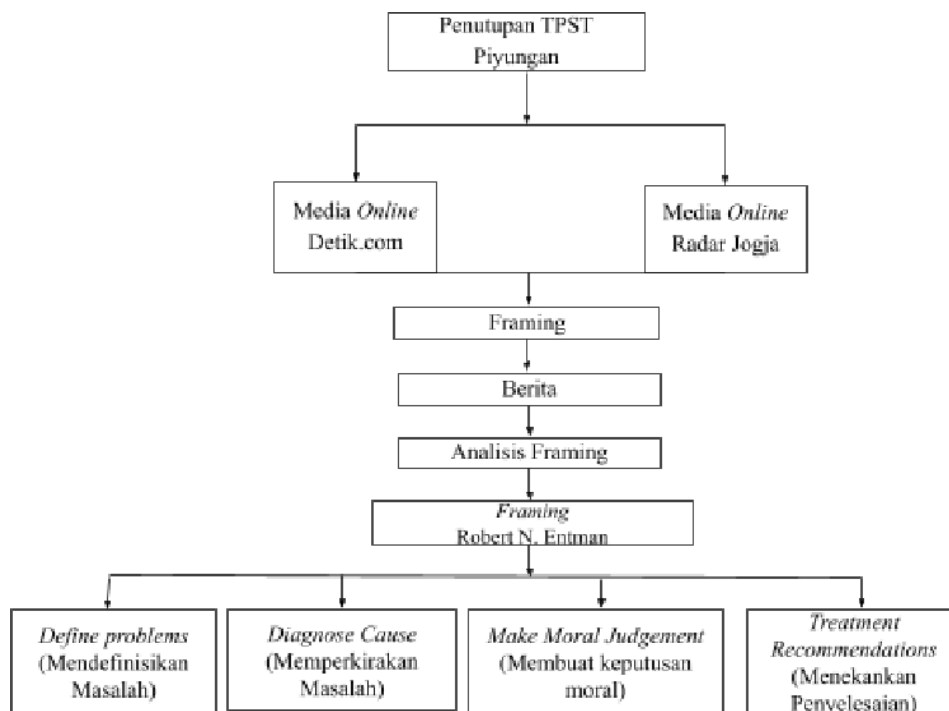 Penutupan TPST
Piyungan
Media Online
Detik.com
Media Online
Radar Jogja
Framing
Berita
Analisis Framing
Framing
Robert N. Entman
Define problems
(Mendefinisikan
Masalah)
Diagnose Cause
(Memperkirakan
Masalah)
Make Moral Judgement
(Membuat keputusan
moral)
Treatment
Recommendations
(Menekankan
Penyelesaian)